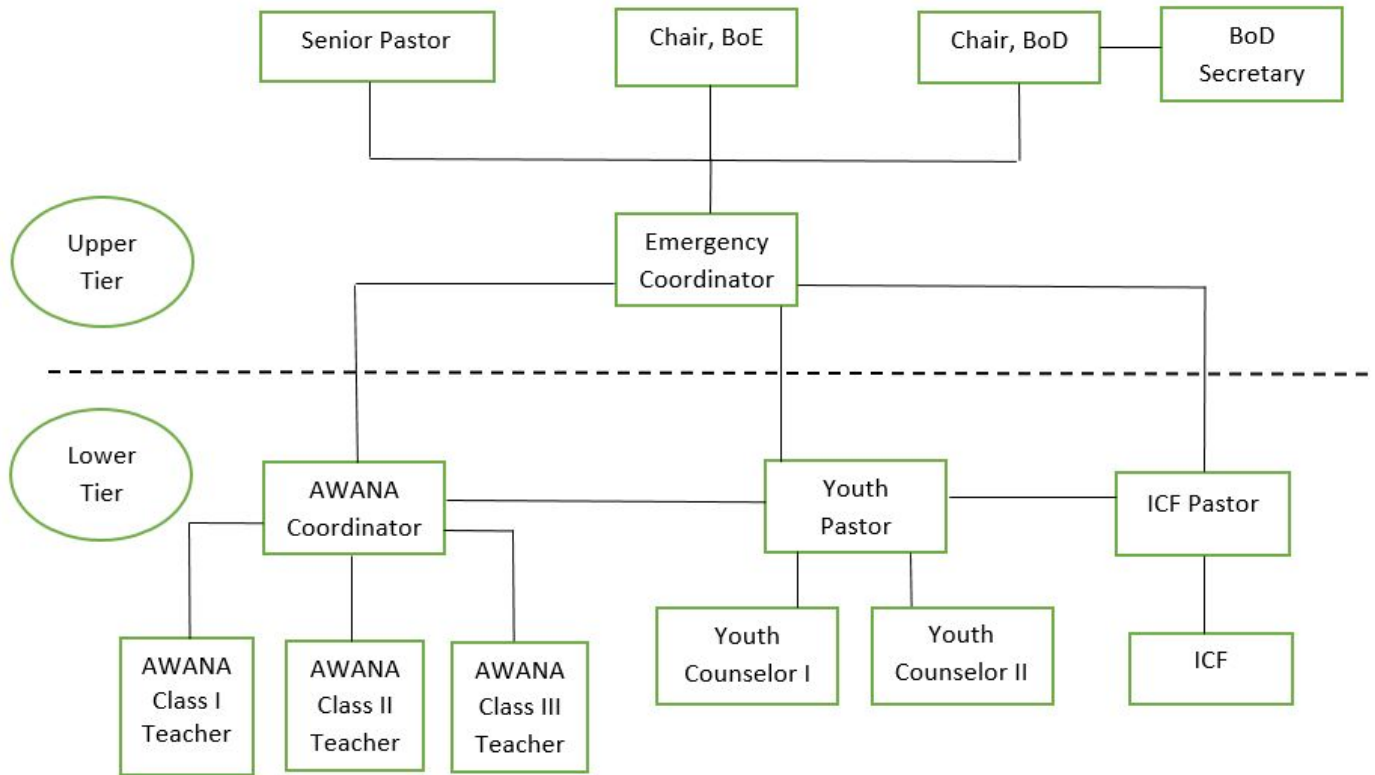 Senior Pastor
Chair, BoE
Chair, BoD
BoD
Secretary
Upper
Tier
Emergency
Coordinator
Lower
Tier
AWANA
Coordinator
Youth
Pastor
ICF Pastor
AWANA
Class I
Teacher
AWANA
Class II
Teacher
AWANA
Class III
Teacher
Youth
Counselor I
Youth
Counselor II
ICF